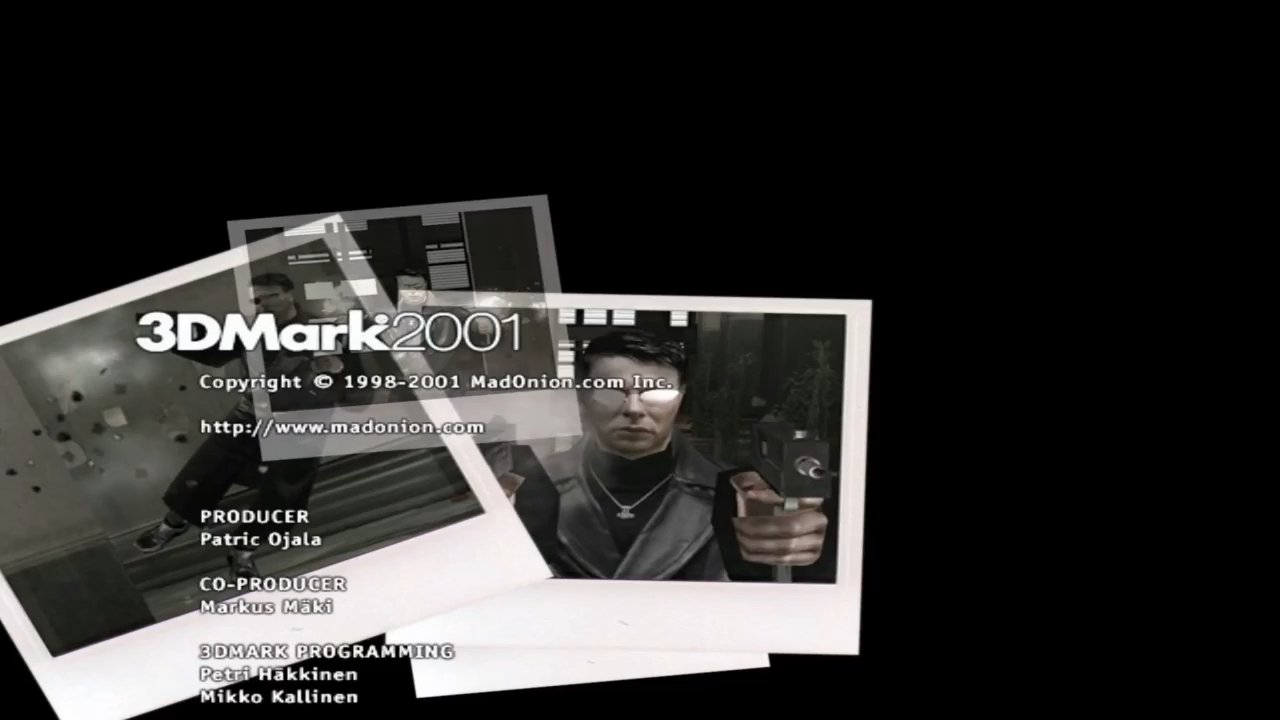 3DMark2001
Copyright © 1998-2001 MadOnion.com Inc.
http://www.madonion.com
PRODUCER
Patric Ojala
CO-PRODUCER
Markus Mäki
3DMARK PROGRAMMING
Petri Häkkinen
Mikko Kallinen